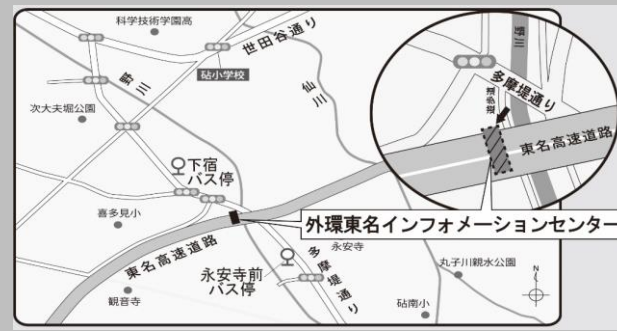 科学技術学園高
世田谷通り
砧小学校
野川
仙川
次大夫堀公園
下宿
バス停
喜多見小
東名高速道路
観音寺
永安寺前
バス停
永安寺
多摩堤通り
砧南小
丸子川親水公園
外環東名インフォメーションセンター
野川
多摩堤通り
遊歩道
東名高速道路
N